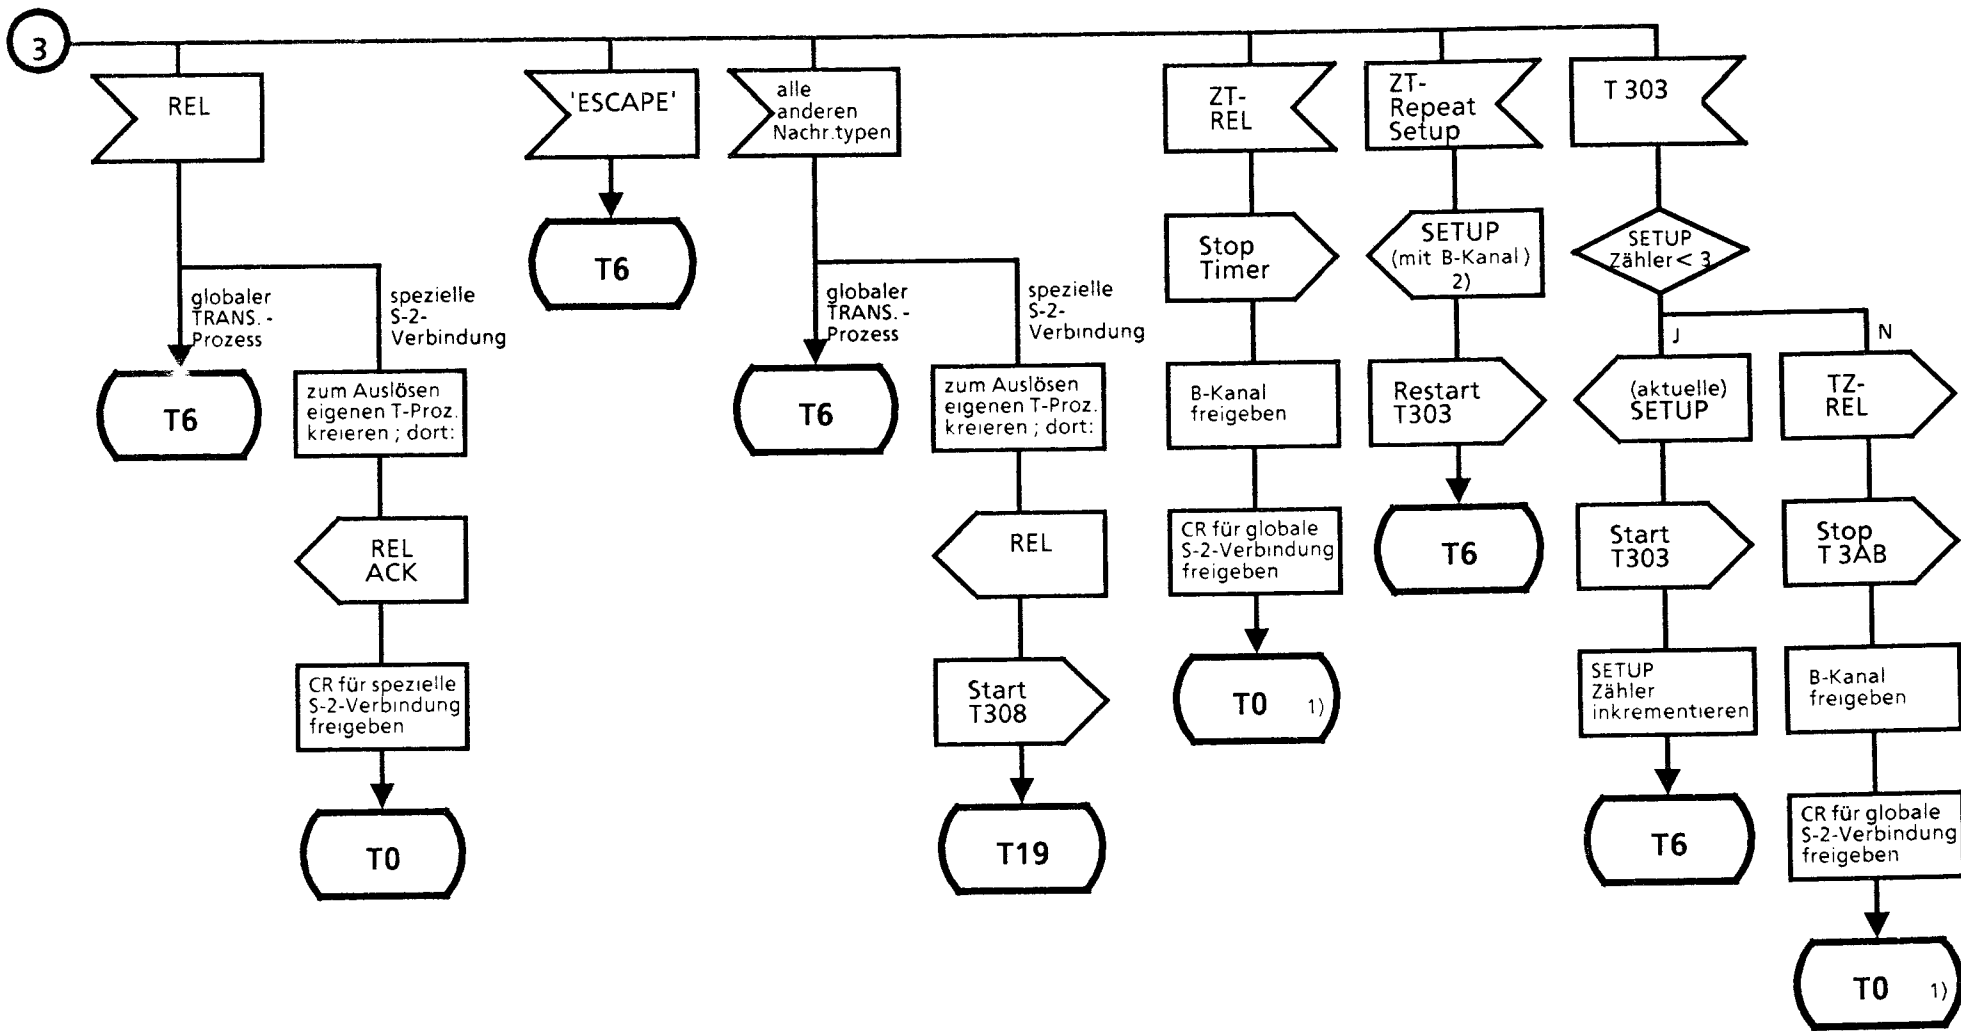 3
REL
'ESCAPE'
alle
anderen
Nachr.typen
ZT-
REL
ZT-
Repeat
Setup
T 303
globaler
TRANS.-
Prozess
spezielle
S-2-
Verbindung
T6
zum Auslösen
eigenen T-Proz.
kreieren ; dort:
REL
ACK
CR für spezielle
S-2-Verbindung
freigeben
T0
T6
globaler
TRANS.-
Prozess
spezielle
S-2-
Verbindung
T6
zum Auslösen
eigenen T-Proz.
kreieren ; dort:
REL
Start
T308
T19
Stop
Timer
B-Kanal
freigeben
CR für globale
S-2-Verbindung
freigeben
T0 1)
SETUP
(mit B-Kanal)
2)
Restart
T303
T6
SETUP
Zähler < 3
J
N
(aktuelle)
SETUP
Start
T303
SETUP
Zähler
inkrementieren
T6
TZ-
REL
Stop
T 3AB
B-Kanal
freigeben
CR für globale
S-2-Verbindung
freigeben
T0 1)